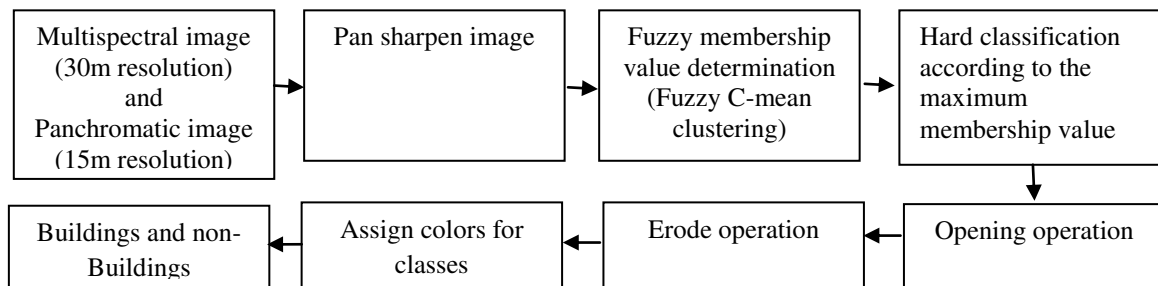 Multispectral image
(30m resolution)
and
Panchromatic image
(15m resolution)
Pan sharpen image
Fuzzy membership
value determination
(Fuzzy C-mean
clustering)
Hard classification
according to the
maximum
membership value
Opening operation
Erode operation
Assign colors for
classes
Buildings and non-
Buildings